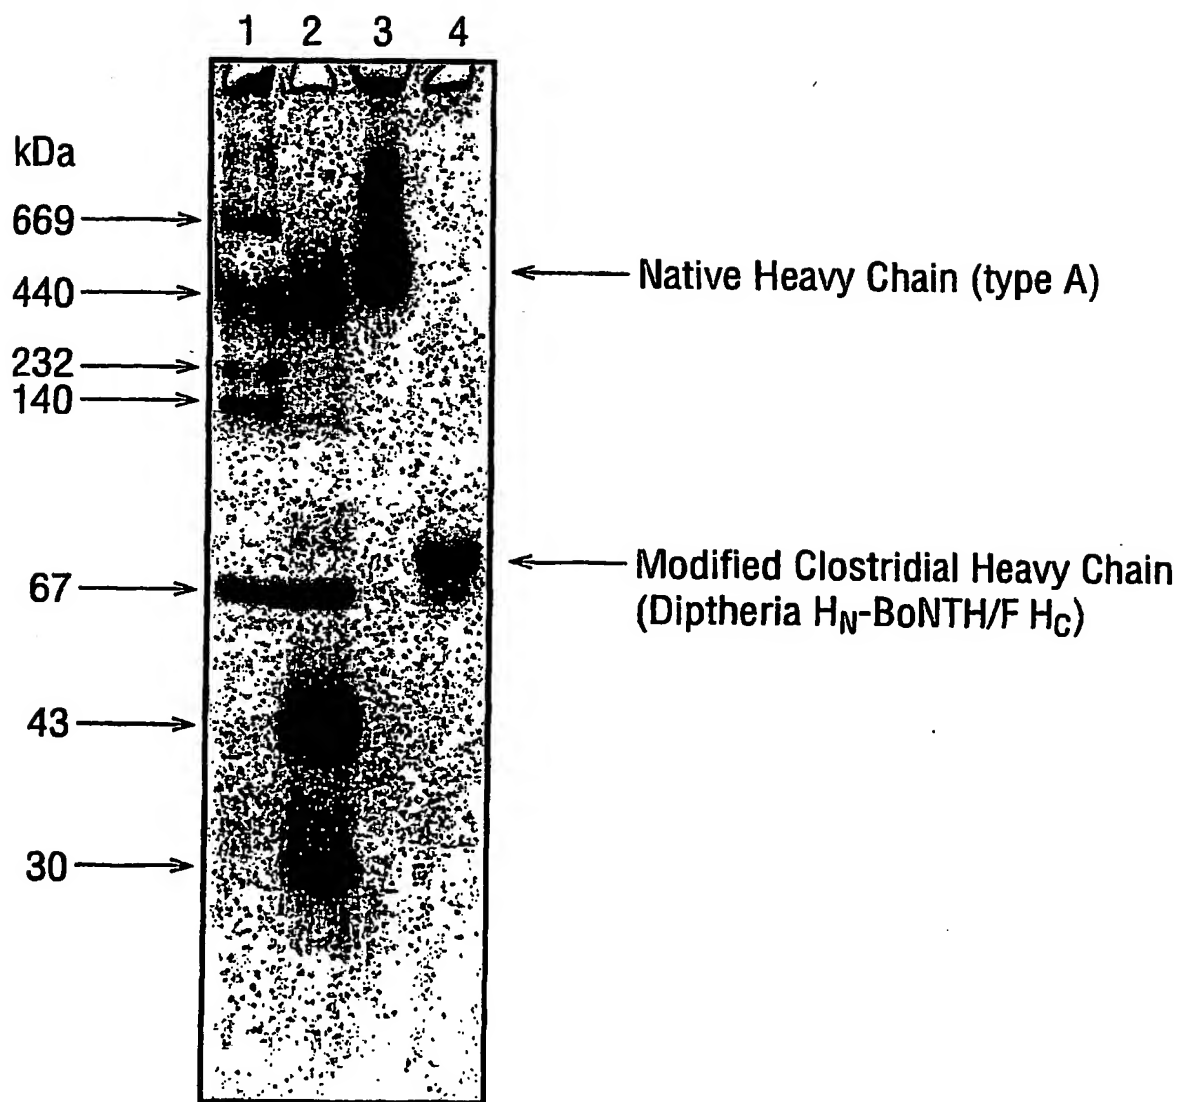 1 2 3 4
kDa
669
440
232
140
67
43
30
Native Heavy Chain (type A)
Modified Clostridial Heavy Chain
(Diptheria HN-BoNTH/F HC)